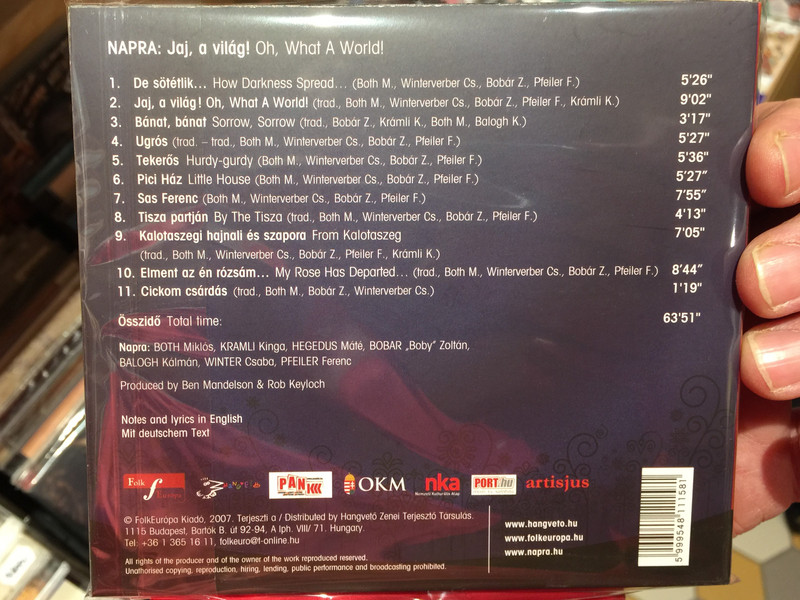 NAPRA: Jaj, a világ! Oh, What A World!
1. De sötétlik... How Darkness Spread... (Both M., Winterverber Cs., Bobár Z., Pfeiler F.) 5'26"
2. Jaj, a világ! Oh, What A World! (trad., Both M., Winterverber Cs., Bobár Z., Pfeiler F., Krámli K.) 9'02"
3. Bánat, bánat Sorrow, Sorrow (trad., Bobár Z., Krámli K., Both M., Balogh K.) 3'17"
4. Ugrós (trad. – trad., Both M., Winterverber Cs., Bobár Z., Pfeiler F.) 5'27"
5. Tekerős Hurdy-gurdy (Both M., Winterverber Cs., Bobár Z., Pfeiler F.) 5'36"
6. Pici Ház Little House (Both M., Winterverber Cs., Bobár Z., Pfeiler F.) 5'27"
7. Sas Ferenc (Both M., Winterverber Cs., Bobár Z., Pfeiler F.) 7'55"
8. Tisza partján By The Tisza (trad., Both M., Winterverber Cs., Bobár Z., Pfeiler F.) 4'13"
9. Kalotaszegi hajnali és szapora From Kalotaszeg 7'05"
(trad., Both M., Winterverber Cs., Bobár Z., Pfeiler F., Krámli K.)
10. Elment az én rózsám... My Rose Has Departed... (trad., Both M., Winterverber Cs., Bobár Z., Pfeiler F.) 8'44"
11. Cickom csárdás (trad., Both M., Bobár Z., Winterverber Cs.) 1'19"
Összidő Total time: 63'51"
Napra: BOTH Miklós, KRAMLI Kinga, HEGEDUS Máté, BOBAR „Boby" Zoltán,
BALOGH Kálmán, WINTER Csaba, PFEILER Ferenc
Produced by Ben Mandelson & Rob Keyloch
Notes and lyrics in English
Mit deutschem Text
Folk Európa
PÁN
OKM
nka
Nemzeti Kulturális Alap
PORT.hu
artisjus
© FolkEurópa Kiadó, 2007. Terjeszti a / Distributed by Hangvető Zenei Terjesztő Társulás.
1115 Budapest, Bartók B. út 92-94, A lph. VIII/ 71. Hungary.
Tel: +36 1 365 16 11, folkeuro@t-online.hu
All rights of the producer and of the owner of the work reproduced reserved.
Unathorised copying, reproduction, hiring, lending, public performance and broadcasting prohibited.
www.hangveto.hu
www.folkeuropa.hu
www.napra.hu
5 999548 111581